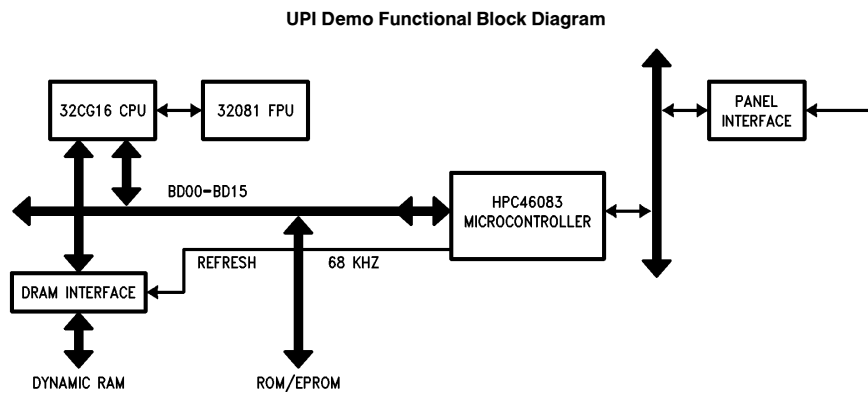 UPI Demo Functional Block Diagram
32CG16 CPU
32081 FPU
PANEL
INTERFACE
BD00-BD15
HPC46083
MICROCONTROLLER
REFRESH
68 KHZ
DRAM INTERFACE
DYNAMIC RAM
ROM/EPROM